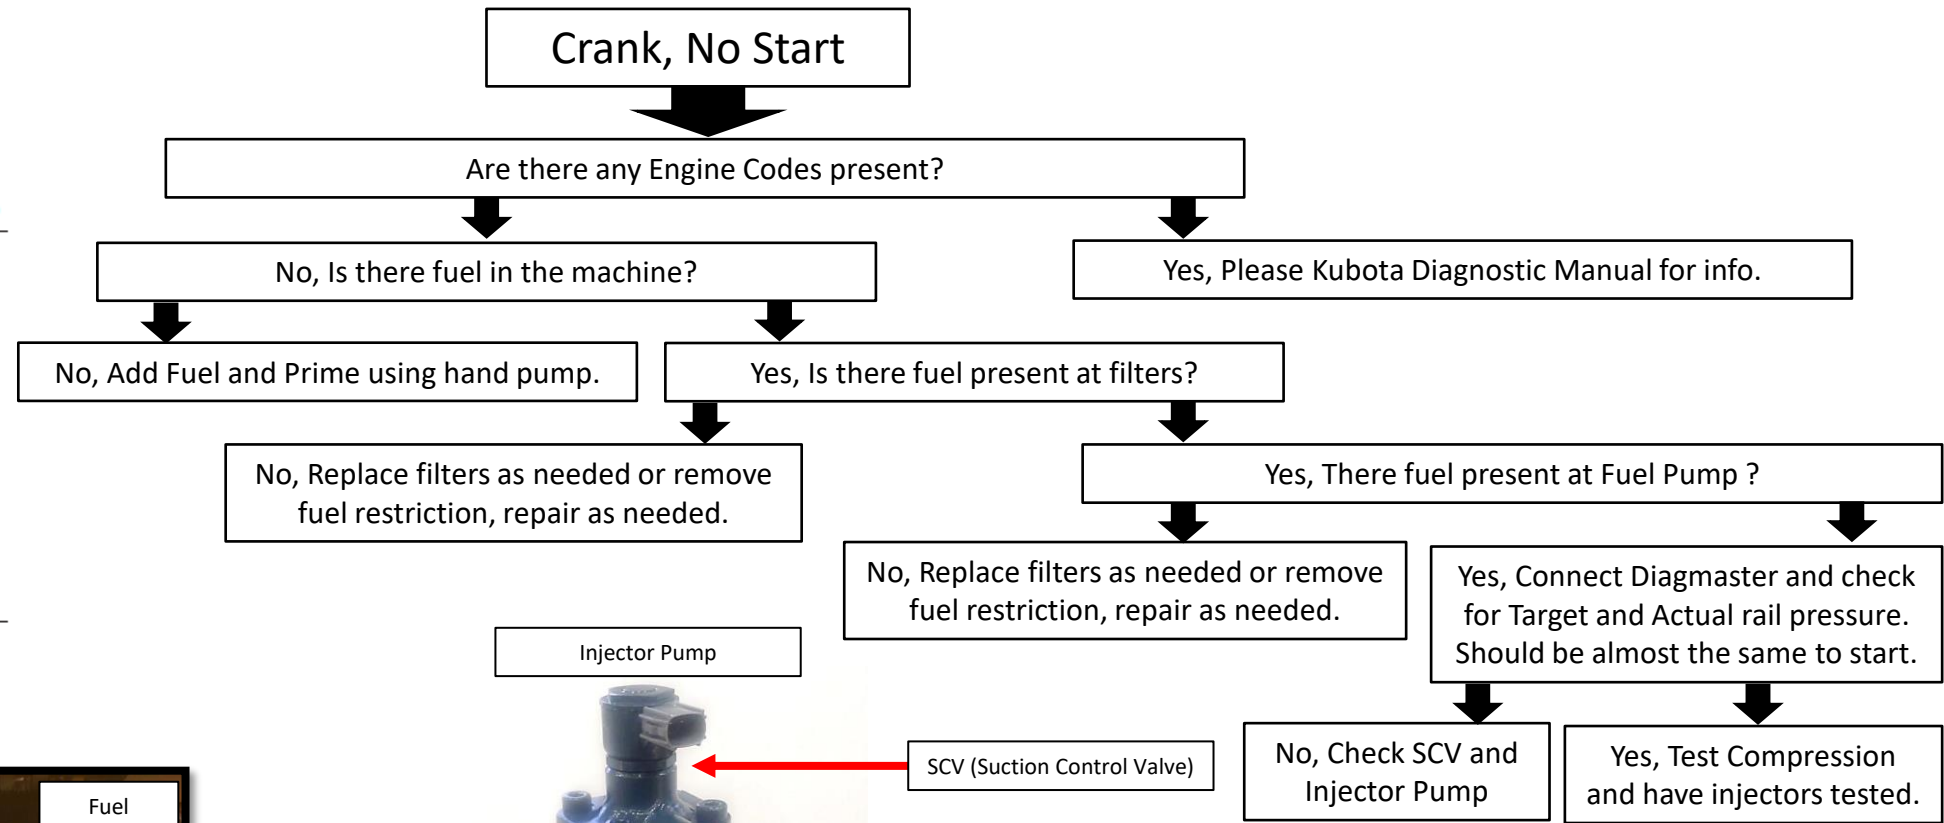 Crank, No Start
Are there any Engine Codes present?
No, Is there fuel in the machine?
Yes, Please Kubota Diagnostic Manual for info.
No, Add Fuel and Prime using hand pump.
Yes, Is there fuel present at filters?
No, Replace filters as needed or remove
fuel restriction, repair as needed.
Yes, There fuel present at Fuel Pump ?
No, Replace filters as needed or remove
fuel restriction, repair as needed.
Yes, Connect Diagmaster and check
for Target and Actual rail pressure.
Should be almost the same to start.
Injector Pump
SCV (Suction Control Valve)
No, Check SCV and
Injector Pump
Yes, Test Compression
and have injectors tested.
Fuel